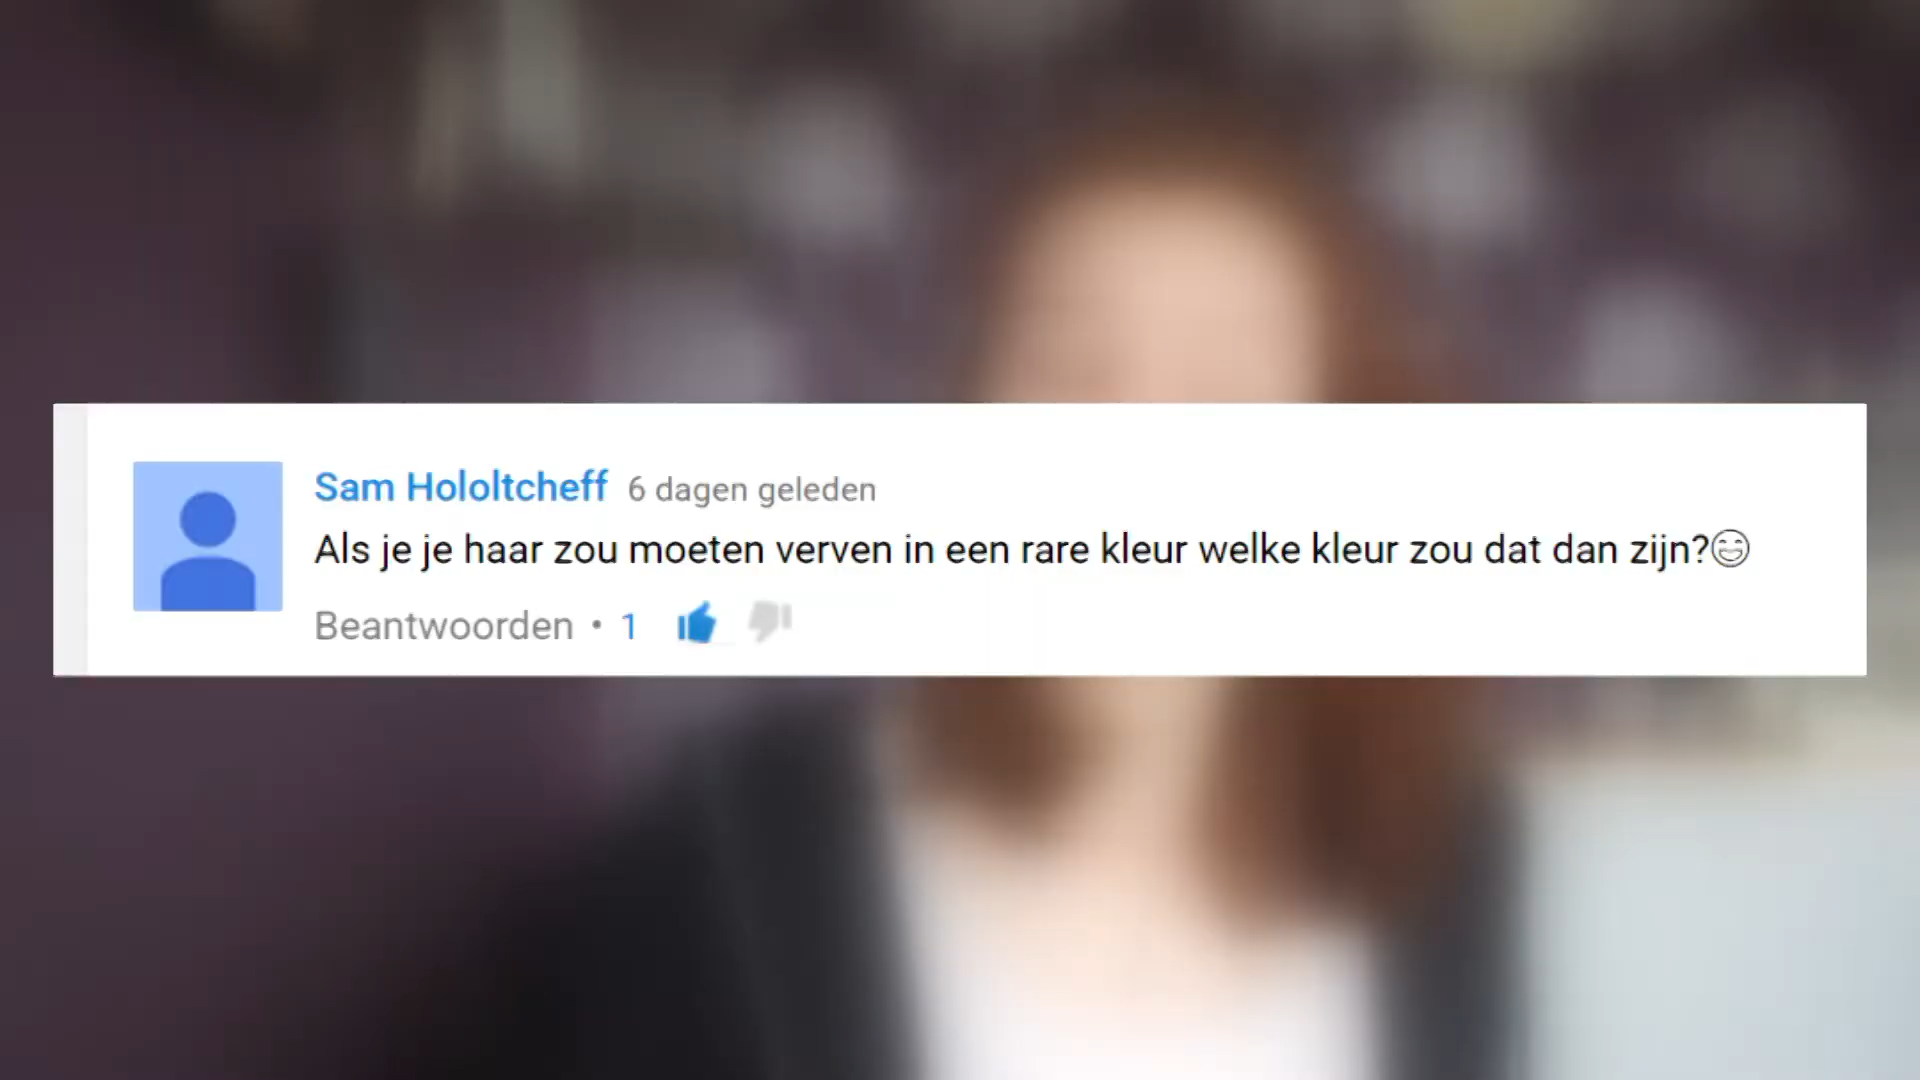 Sam Hololtcheff 6 dagen geleden
Als je je haar zou moeten verven in een rare kleur welke kleur zou dat dan zijn?😄
Beantwoorden • 1